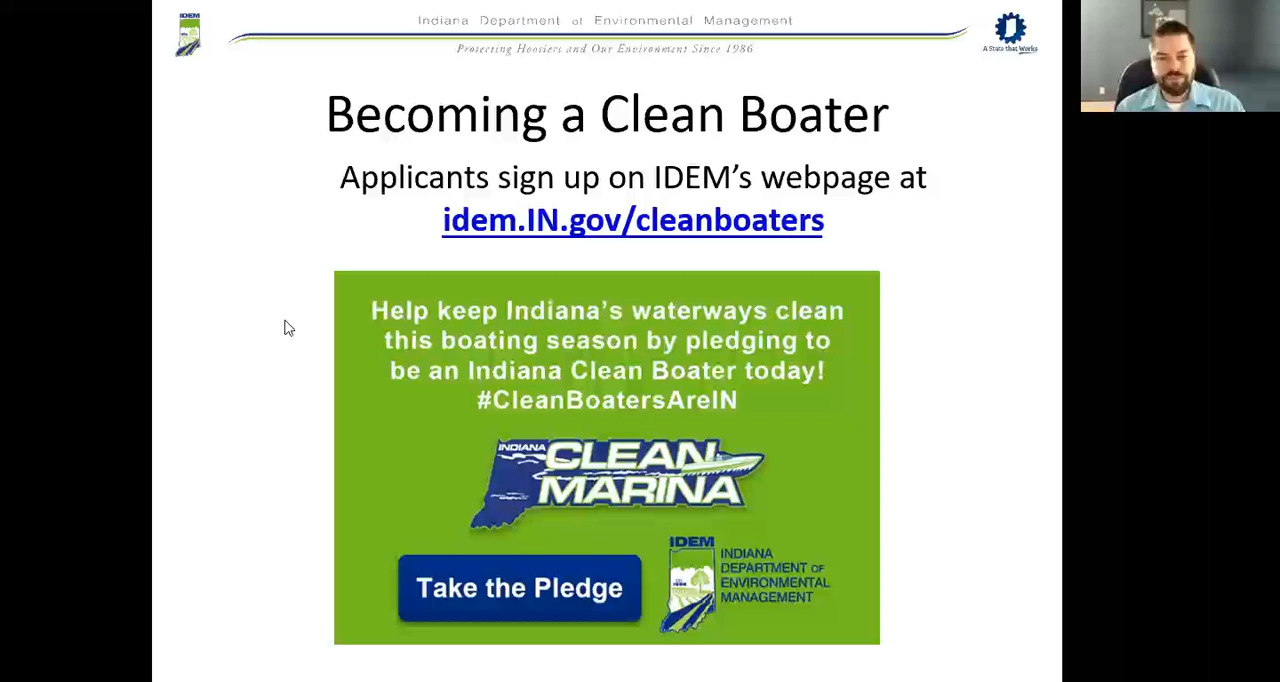 IDEM
Indiana Department of Environmental Management
Protecting Hoosiers and Our Environment Since 1986
A State that Works
Becoming a Clean Boater
Applicants sign up on IDEM's webpage at
idem.IN.gov/cleanboaters
Help keep Indiana's waterways clean
this boating season by pledging to
be an Indiana Clean Boater today!
#CleanBoatersAreIN
INDIANA
CLEAN
MARINA
Take the Pledge
IDEM
INDIANA
DEPARTMENT OF
ENVIRONMENTAL
MANAGEMENT